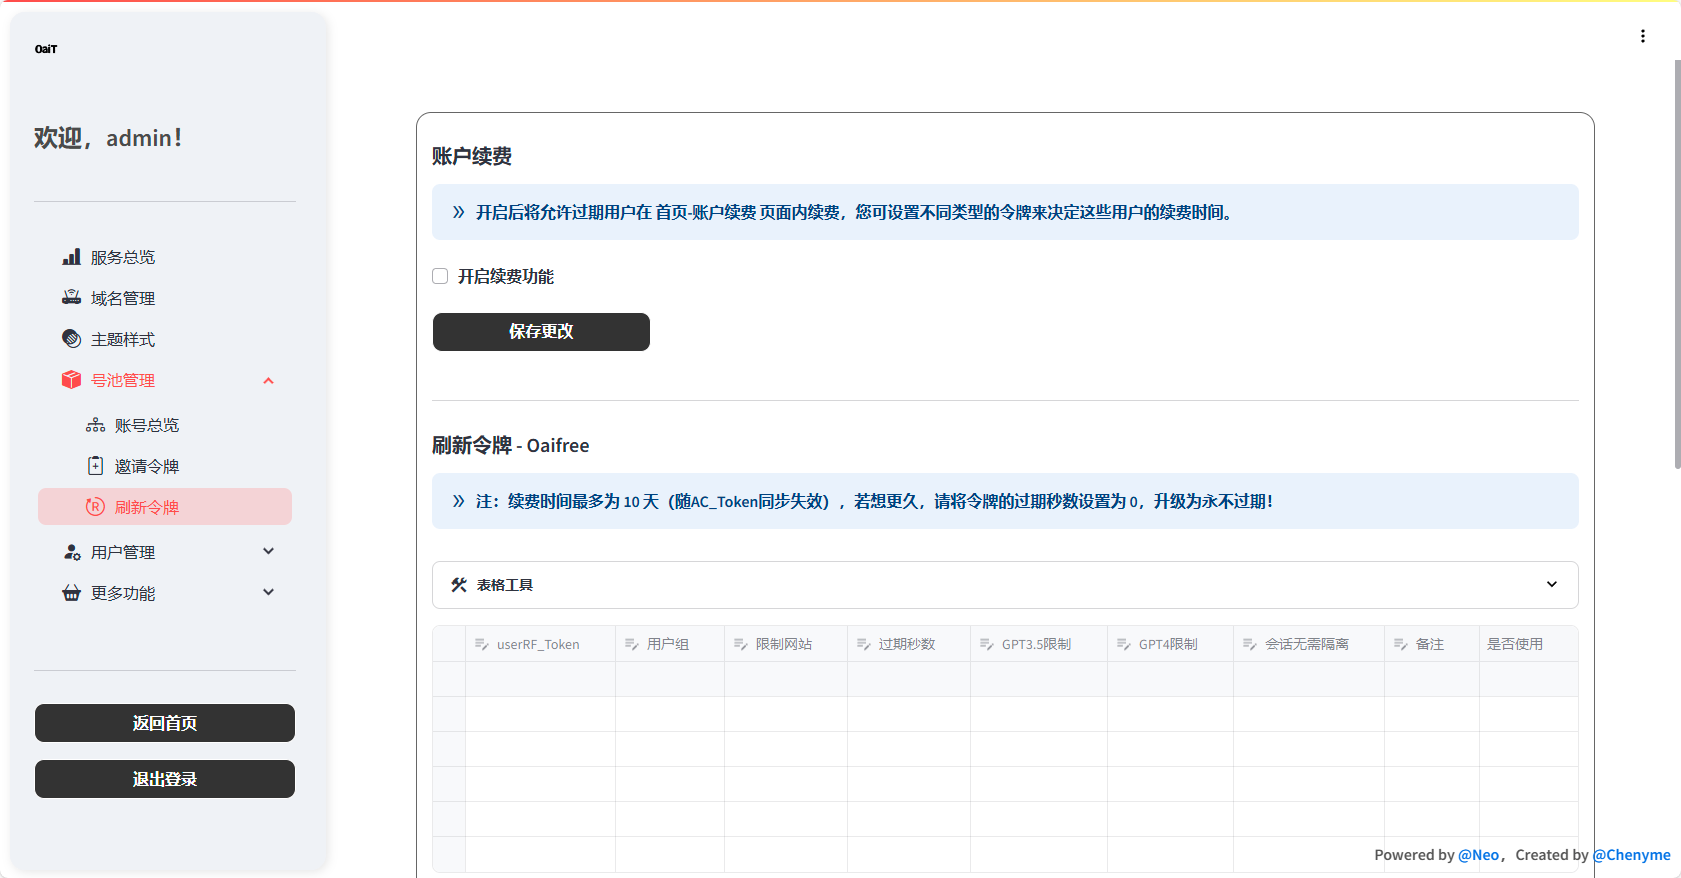 OaiT
欢迎，admin！
服务总览
域名管理
主题样式
号池管理
账号总览
邀请令牌
刷新令牌
用户管理
更多功能
返回首页
退出登录
账户续费
开启后将允许过期用户在 首页-账户续费 页面内续费，您可设置不同类型的令牌来决定这些用户的续费时间。
开启续费功能
保存更改
刷新令牌 - Oaifree
注：续费时间最多为 10 天（随AC_Token同步失效），若想更久，请将令牌的过期秒数设置为 0，升级为永不过期！
表格工具
userRF_Token 用户组 限制网站 过期秒数 GPT3.5限制 GPT4限制 会话无需隔离 备注 是否使用
Powered by @Neo，Created by @Chenyme